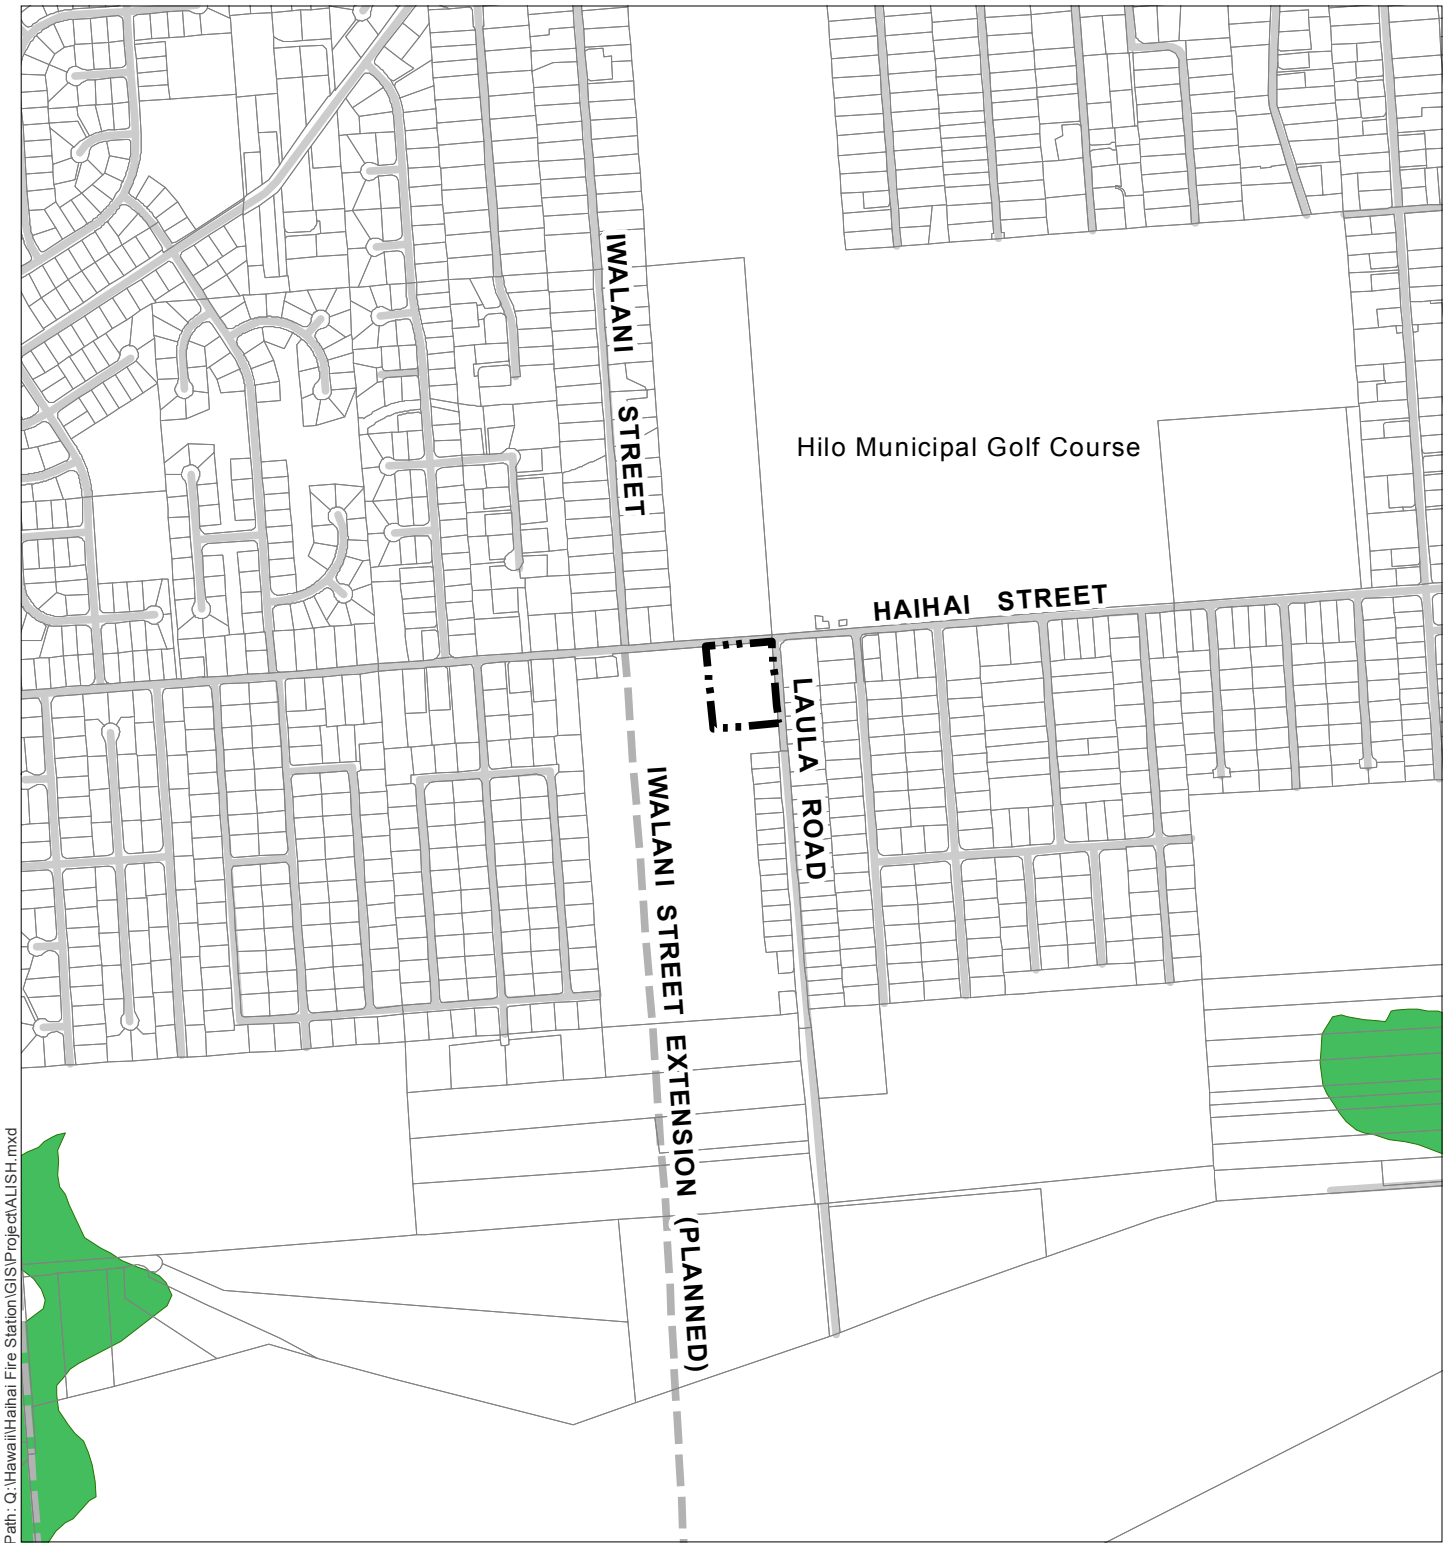 IWALANI STREET
Hilo Municipal Golf Course
HAIHAI STREET
LAULA ROAD
IWALANI STREET EXTENSION (PLANNED)
Path: Q:\Hawaii\Haihai Fire Station\GIS\Project\ALISH.mxd